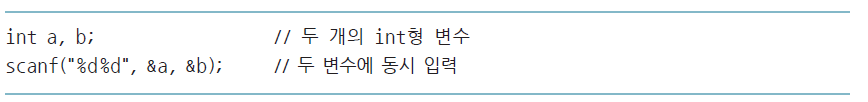 int a, b; // 두 개의 int형 변수
scanf("%d%d", &a, &b); // 두 변수에 동시 입력